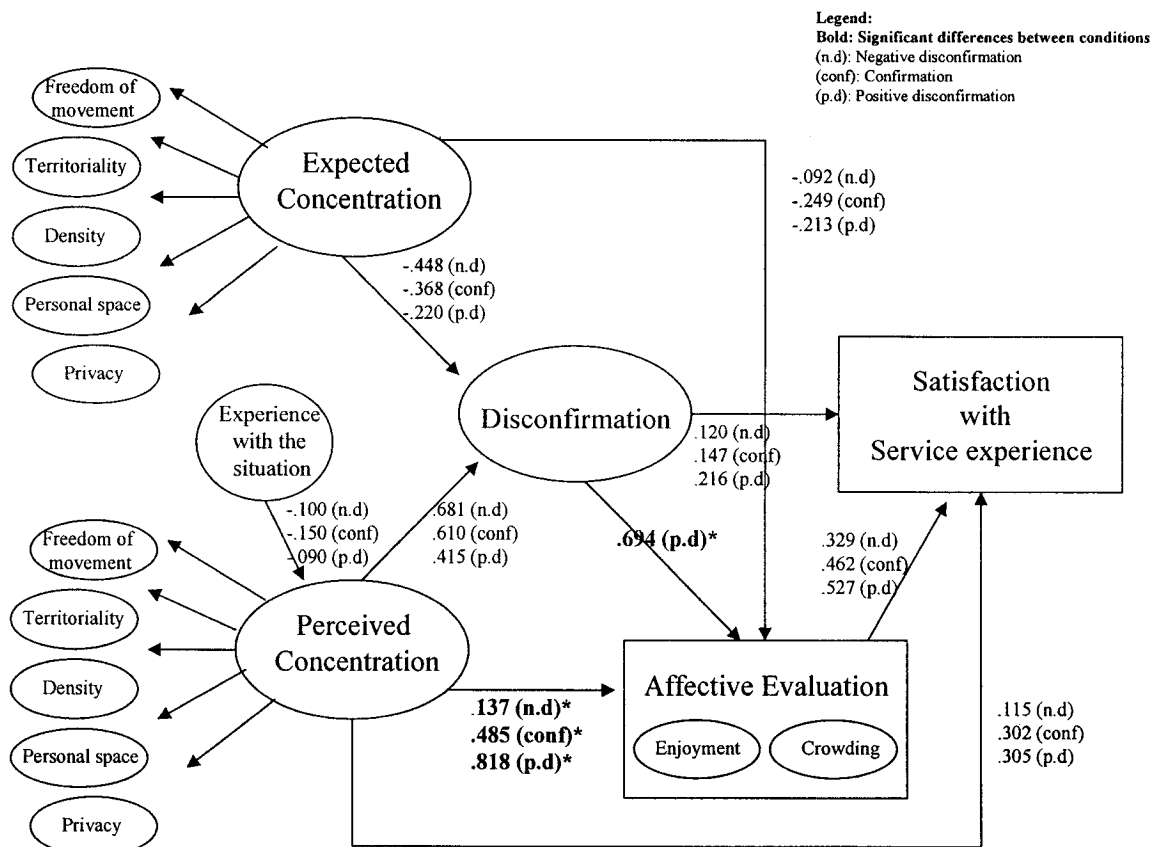 Legend:
Bold: Significant differences between conditions
(n.d): Negative disconfirmation
(conf): Confirmation
(p.d): Positive disconfirmation
Freedom of
movement
Territoriality
Density
Personal space
Privacy
Expected
Concentration
-.092 (n.d)
-.249 (conf)
-.213 (p.d)
-.448 (n.d)
-.368 (conf)
-.220 (p.d)
Experience
with the
situation
Disconfirmation
Satisfaction
with
Service experience
.120 (n.d)
.147 (conf)
.216 (p.d)
-.100 (n.d)
-.150 (conf)
-.090 (p.d)
.681 (n.d)
.610 (conf)
.415 (p.d)
.694 (p.d)*
.329 (n.d)
.462 (conf)
.527 (p.d)
Freedom of
movement
Territoriality
Density
Personal space
Privacy
Perceived
Concentration
.137 (n.d)*
.485 (conf)*
.818 (p.d)*
Affective Evaluation
Enjoyment
Crowding
.115 (n.d)
.302 (conf)
.305 (p.d)